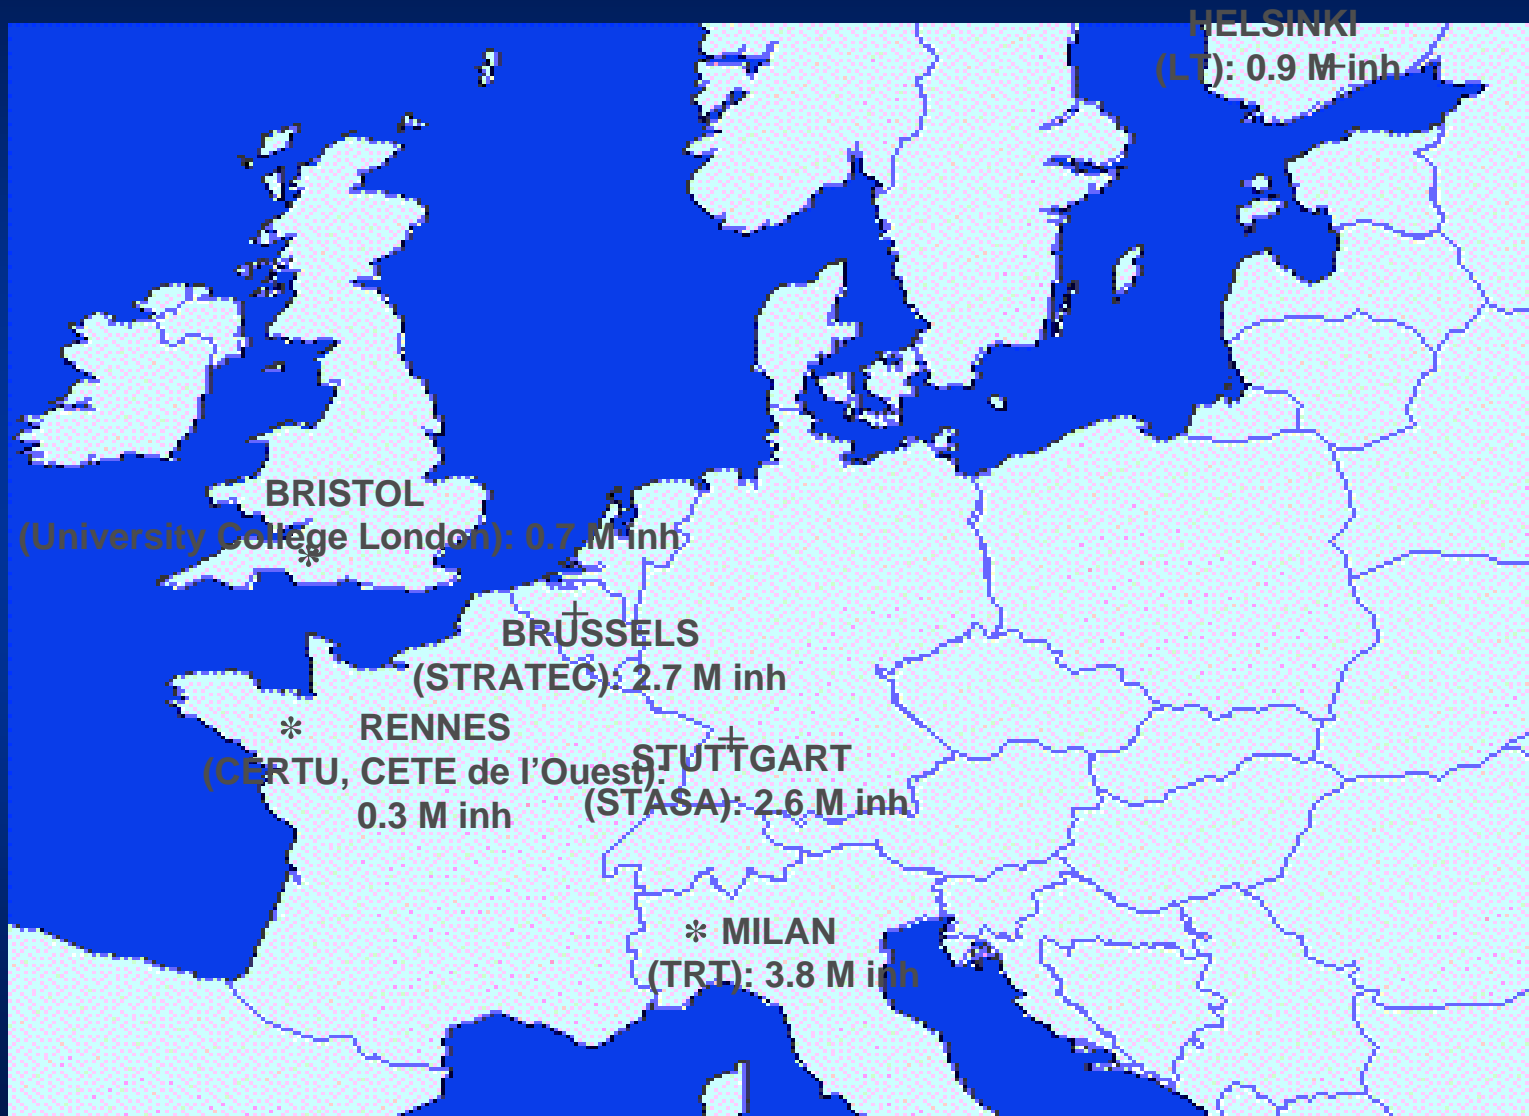 HELSINKI
(LT): 0.9 M inh
BRISTOL
(University College London): 0.7 M inh
BRUSSELS
(STRATEC): 2.7 M inh
RENNES
(CERTU, CETE de l'Ouest):
0.3 M inh
STUTTGART
(STASA): 2.6 M inh
MILAN
(TRT): 3.8 M inh